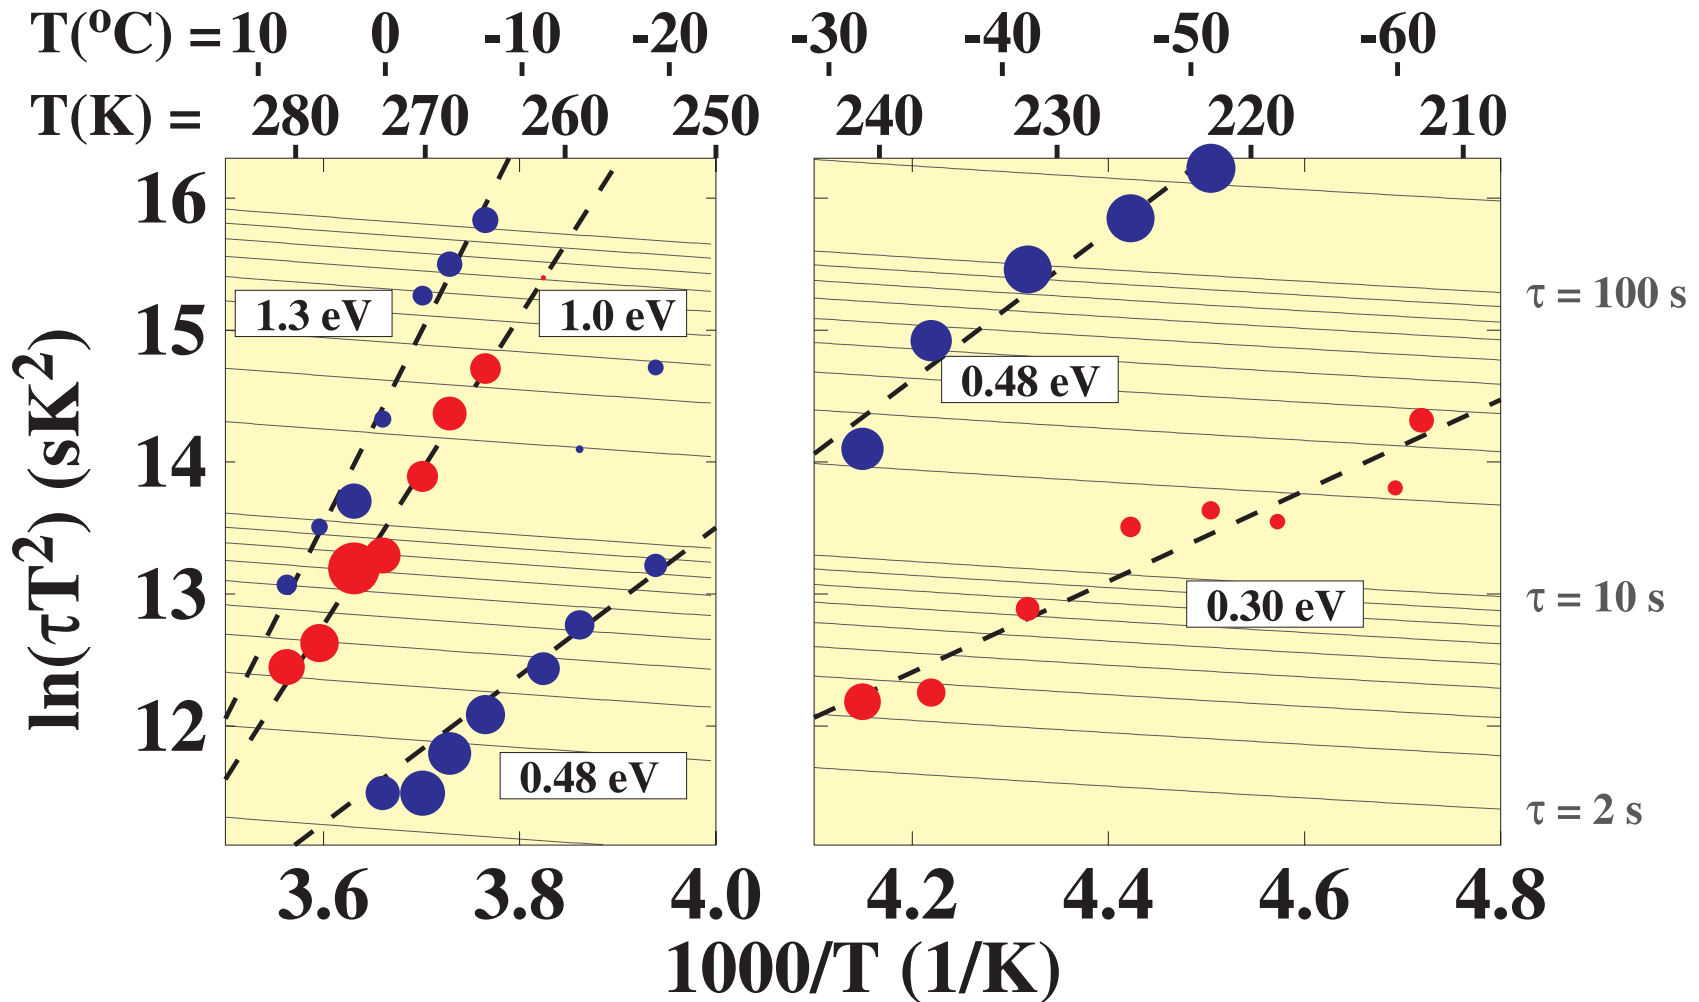 T(°C) = 10 0 -10 -20 -30 -40 -50 -60
T(K) = 280 270 260 250 240 230 220 210
16
15
14
13
12
ln(τT²) (sK²)
1.3 eV
1.0 eV
0.48 eV
0.48 eV
0.30 eV
τ = 100 s
τ = 10 s
τ = 2 s
3.6 3.8 4.0 4.2 4.4 4.6 4.8
1000/T (1/K)